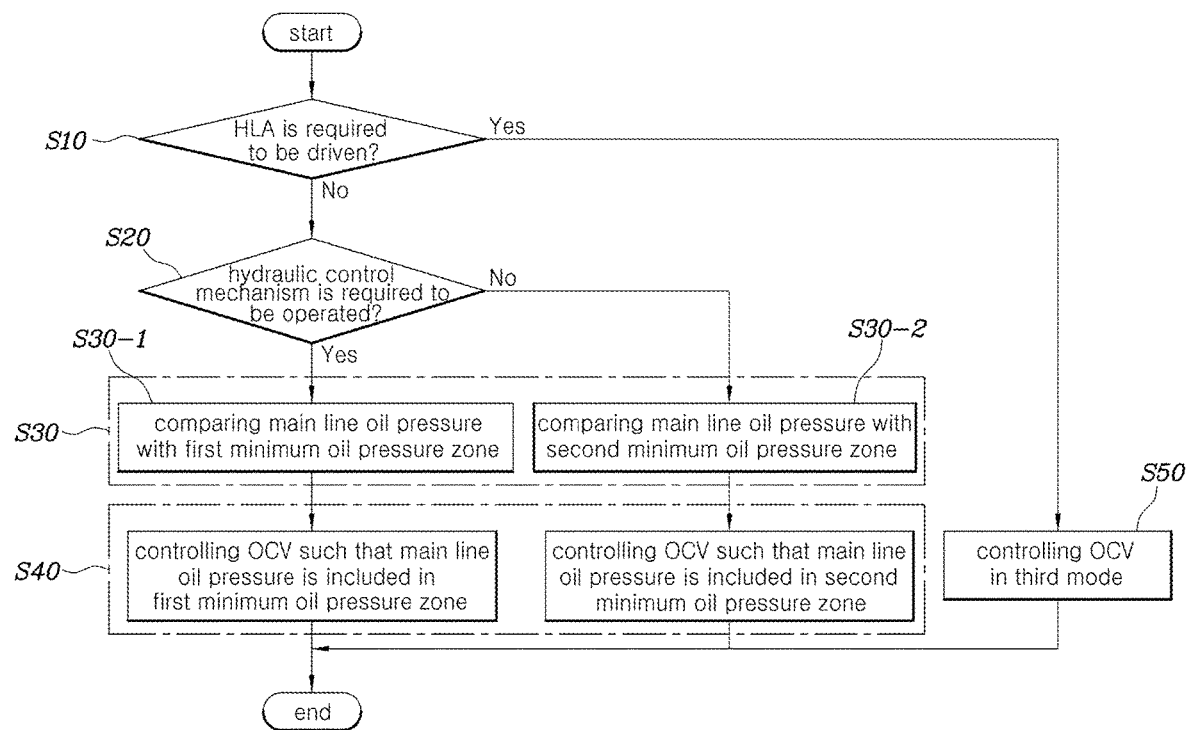 start
S10
HLA is required
to be driven?
Yes
No
S20
hydraulic control
mechanism is required to
be operated?
No
Yes
S30-1
S30-2
S30
comparing main line oil pressure
with first minimum oil pressure zone
comparing main line oil pressure with
second minimum oil pressure zone
S40
controlling OCV such that main line
oil pressure is included in
first minimum oil pressure zone
controlling OCV such that main line
oil pressure is included in second
minimum oil pressure zone
S50
controlling OCV
in third mode
end